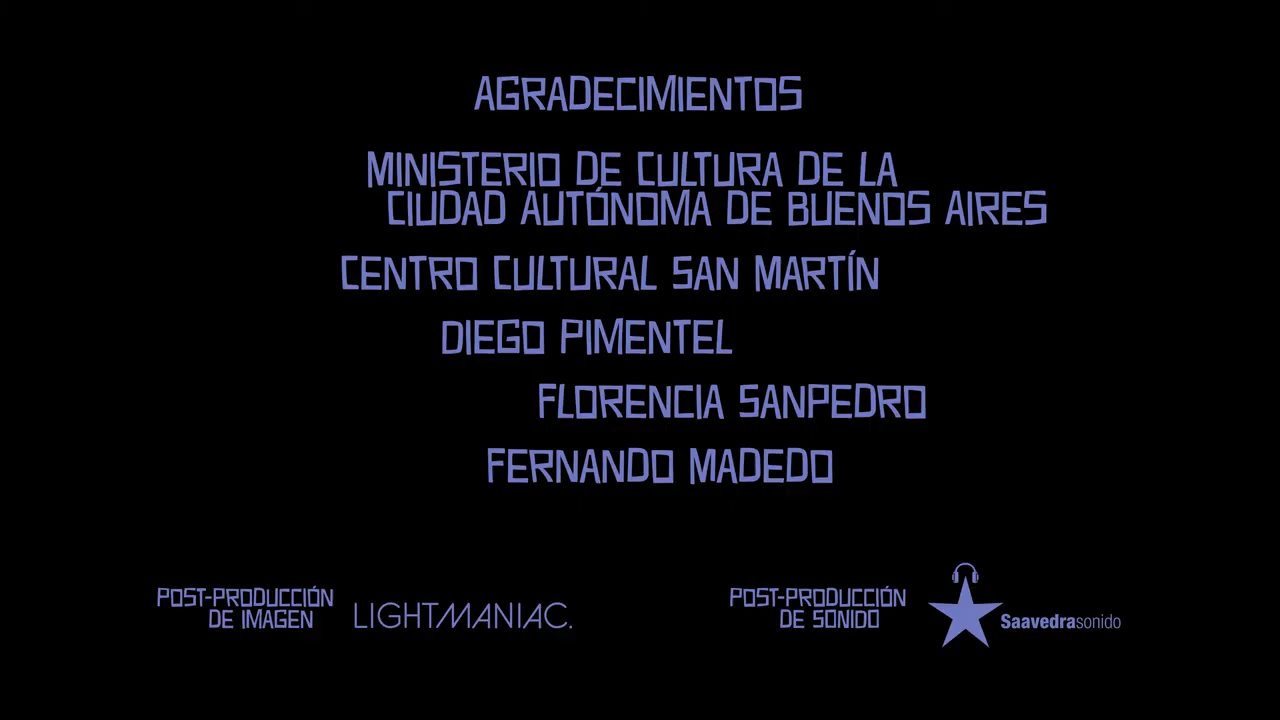 AGRADECIMIENTOS
MINISTERIO DE CULTURA DE LA
CIUDAD AUTÓNOMA DE BUENOS AIRES
CENTRO CULTURAL SAN MARTÍN
DIEGO PIMENTEL
FLORENCIA SANPEDRO
FERNANDO MADEDO
POST-PRODUCCIÓN
DE IMAGEN
LIGHTMANIAC.
POST-PRODUCCIÓN
DE SONIDO
Saavedrasonido